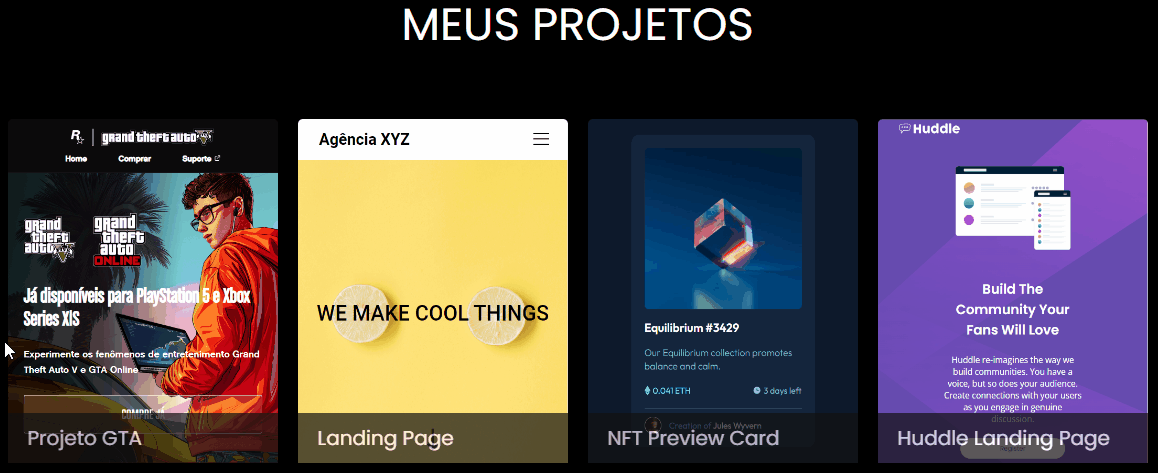 MEUS PROJETOS
grand theft auto V
Home Comprar Suporte
grand
theft
auto V
grand
theft
auto
ONLINE
Já disponíveis para PlayStation 5 e Xbox
Series X|S
Experimente os fenômenos de entretenimento Grand
Theft Auto V e GTA Online
COMPRE JÁ
Projeto GTA
Agência XYZ
WE MAKE COOL THINGS
Landing Page
Equilibrium #3429
Our Equilibrium collection promotes
balance and calm.
0.041 ETH 3 days left
Creation of Jules Wyvern
NFT Preview Card
Huddle
Build The
Community Your
Fans Will Love
Huddle re-imagines the way we
build communities. You have a
voice, but so does your audience.
Create connections with your users
as you engage in genuine
discussion.
Register
Huddle Landing Page